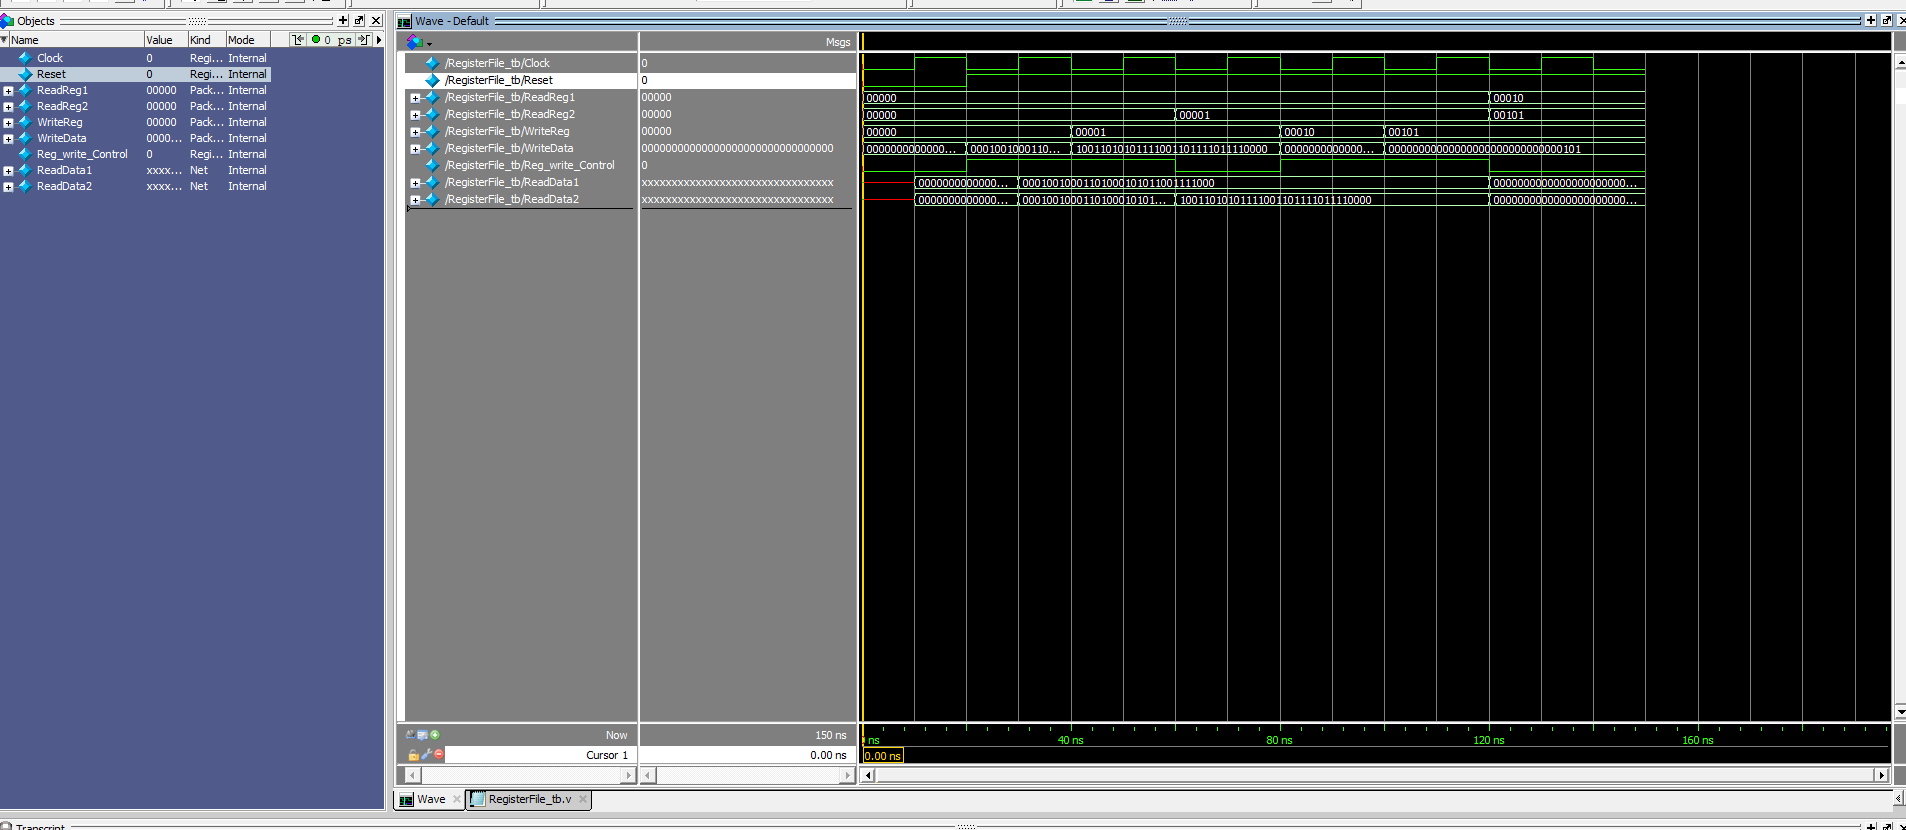 Objects
Name Value Kind Mode 0 ps
Clock 0 Regi... Internal
Reset 0 Regi... Internal
ReadReg1 00000 Pack... Internal
ReadReg2 00000 Pack... Internal
WriteReg 00000 Pack... Internal
WriteData 0000... Pack... Internal
Reg_write_Control 0 Regi... Internal
ReadData1 xxxx... Net Internal
ReadData2 xxxx... Net Internal
Wave - Default
Msgs
/RegisterFile_tb/Clock 0
/RegisterFile_tb/Reset 0
/RegisterFile_tb/ReadReg1 00000 00000 00010
/RegisterFile_tb/ReadReg2 00000 00000 00001 00101
/RegisterFile_tb/WriteReg 00000 00000 00001 00010 00101
/RegisterFile_tb/WriteData 00000000000000000000000000000000 0000000000000... 0001001000110... 10011010101111001101111011110000 0000000000000... 00000000000000000000000000000101
/RegisterFile_tb/Reg_write_Control 0
/RegisterFile_tb/ReadData1 xxxxxxxxxxxxxxxxxxxxxxxxxxxxxxxx 0000000000000... 00010010001101000101011001111000 00000000000000000000000...
/RegisterFile_tb/ReadData2 xxxxxxxxxxxxxxxxxxxxxxxxxxxxxxxx 0000000000000... 000100100011010001010 1... 10011010101111001101111011110000 00000000000000000000000...
Now 150 ns ns 40 ns 80 ns 120 ns 160 ns
Cursor 1 0.00 ns 0.00 ns
Wave RegisterFile_tb.v
Transcript